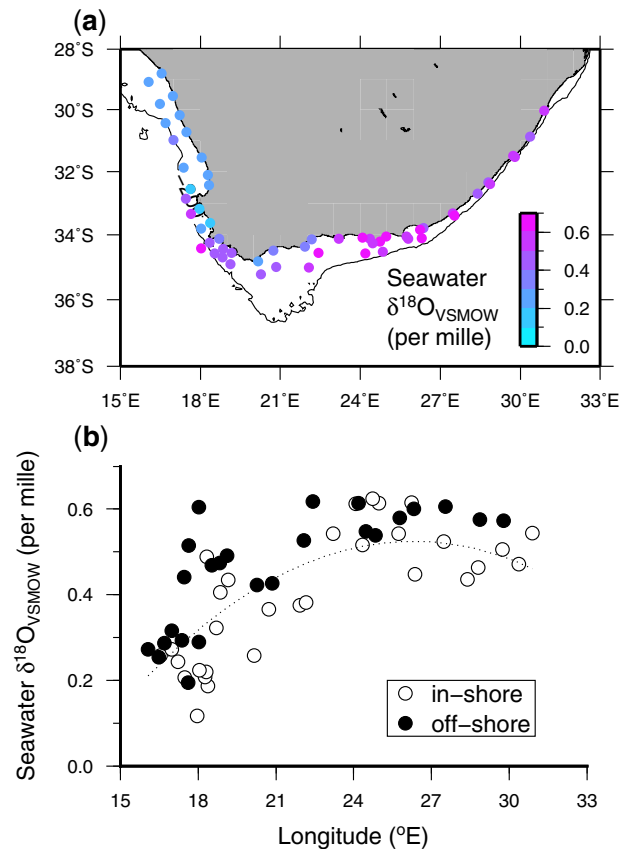 (a)
28°S
30°S
32°S
34°S
36°S
38°S
Seawater
δ18OVSMOW
(per mille)
0.6
0.4
0.2
0.0
15°E 18°E 21°E 24°E 27°E 30°E 33°E
(b)
Seawater δ18OVSMOW (per mille)
0.6
0.4
0.2
0.0
in−shore
off−shore
15 18 21 24 27 30 33
Longitude (oE)